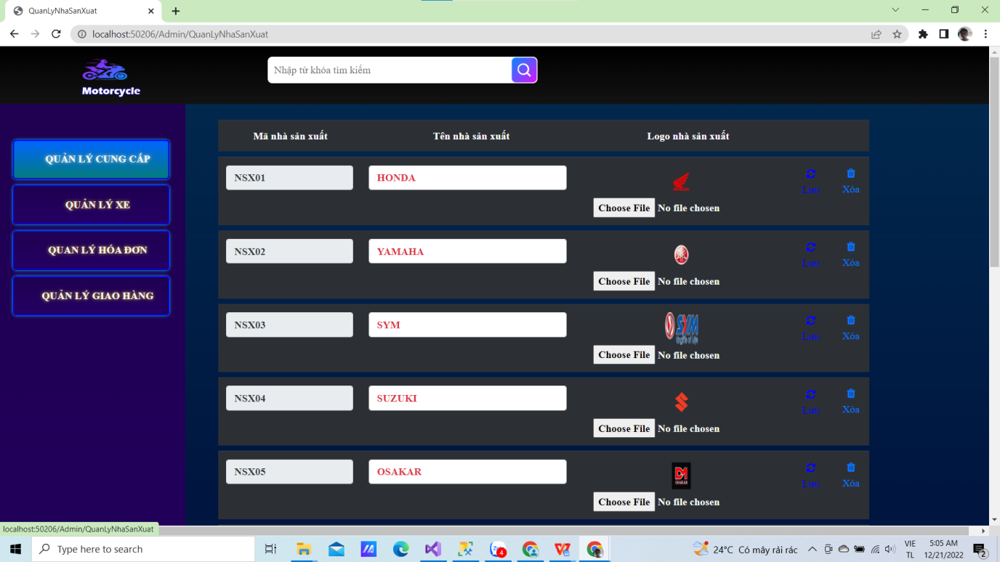 QuanLyNhaSanXuat
localhost:50206/Admin/QuanLyNhaSanXuat
Motorcycle
Nhập từ khóa tìm kiếm
QUẢN LÝ CUNG CẤP
QUẢN LÝ XE
QUAN LÝ HÓA ĐƠN
QUẢN LÝ GIAO HÀNG
Mã nhà sản xuất Tên nhà sản xuất Logo nhà sản xuất
NSX01 HONDA
Lưu Xóa
Choose File No file chosen
NSX02 YAMAHA
Lưu Xóa
Choose File No file chosen
NSX03 SYM SYM
Lưu Xóa
Choose File No file chosen
NSX04 SUZUKI
Lưu Xóa
Choose File No file chosen
NSX05 OSAKAR
OSAKAR
Lưu Xóa
Choose File No file chosen
localhost:50206/Admin/QuanLyNhaSanXuat
Type here to search
4
24°C Có mây rải rác
VIE
TL
5:05 AM
12/21/2022
2